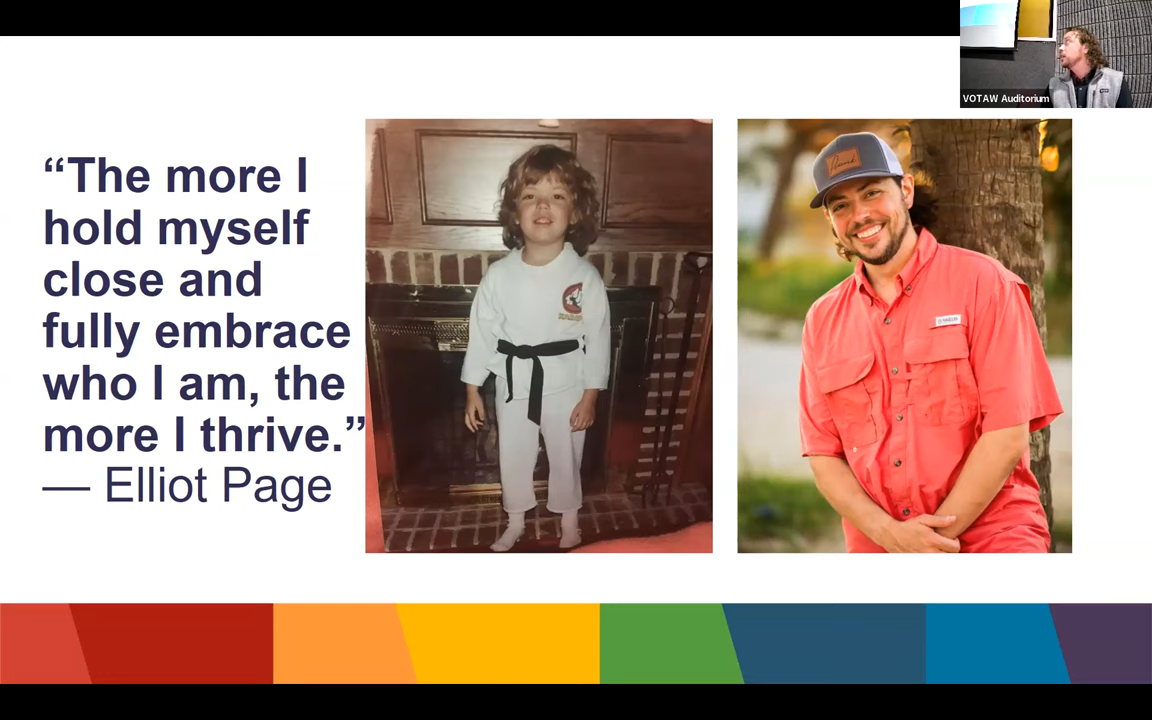 “The more I
hold myself
close and
fully embrace
who I am, the
more I thrive.”
— Elliot Page
VOTAW Auditorium